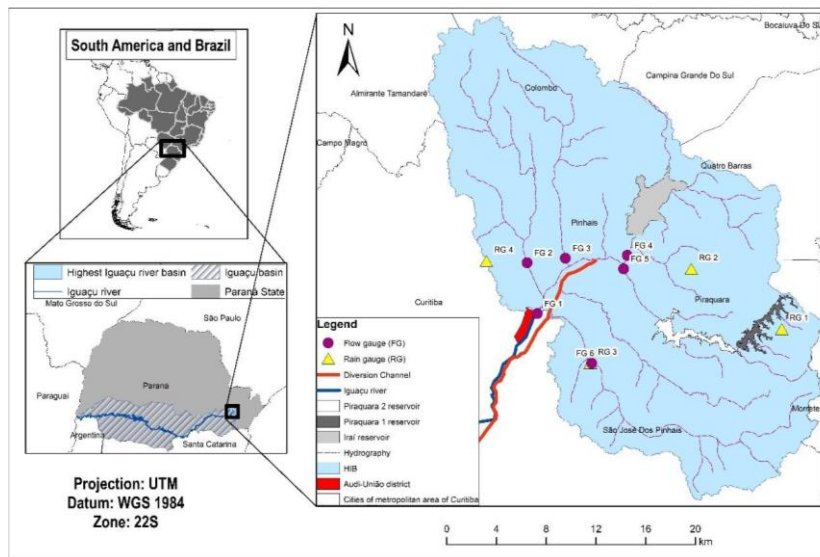 South America and Brazil
Highest Iguaçu river basin
Iguaçu basin
Iguaçu river
Paraná State
Mato Grosso do Sul
São Paulo
Paraná
Paraguai
Argentina
Santa Catarina
Projection: UTM
Datum: WGS 1984
Zone: 22S
N
Bocaiuva Do Su
Campina Grande Do Sul
Almirante Tamandaré
Colombo
Campo Magro
Quatro Barras
Pinhais
RG 4
FG 2
FG 3
FG 4
FG 5
RG 2
Curitiba
Piraquara
FG 1
RG 1
FG 6
RG 3
Morrete
São José Dos Pinhais
Legend
Flow gauge (FG)
Rain gauge (RG)
Diversion Channel
Iguaçu river
Piraquara 2 reservoir
Piraquara 1 reservoir
Iraí reservoir
Hydrography
HIB
Audi-União district
Cities of metropolitan area of Curitiba
0 4 8 12 16 20
km